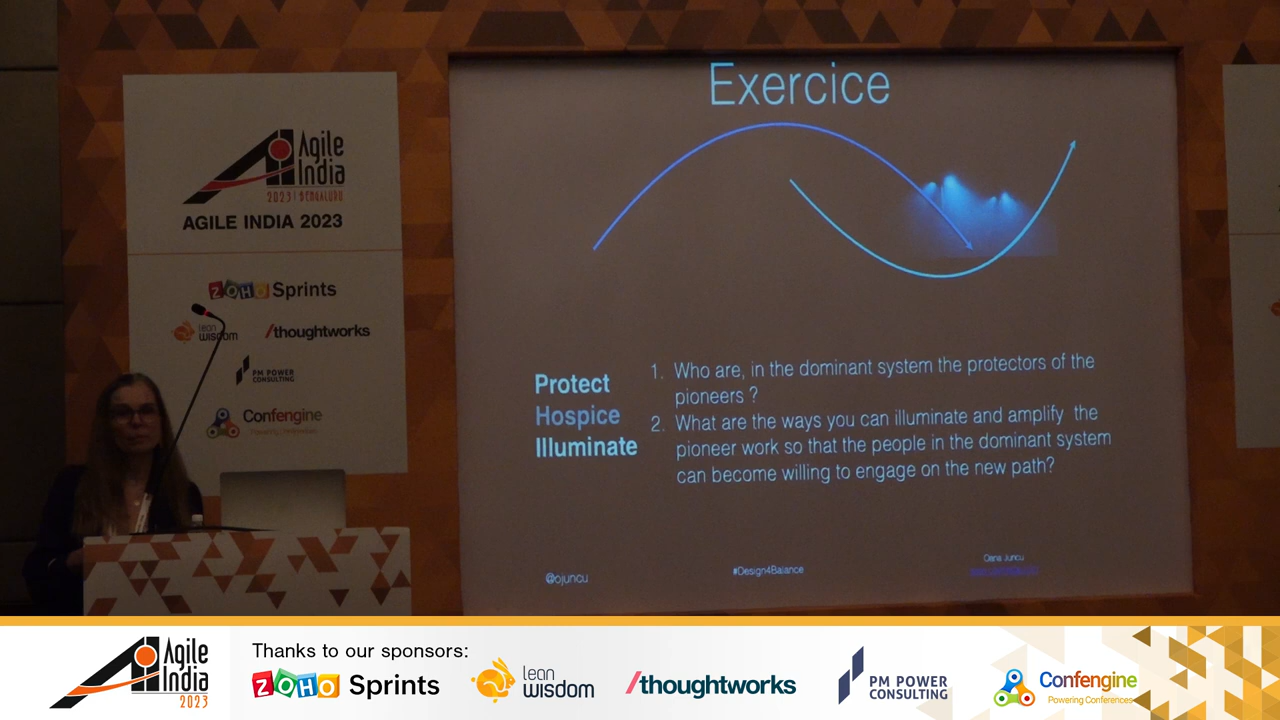 Exercice
Agile
India
2023 | BENGALURU
AGILE INDIA 2023
ZOHO Sprints
lean
wisdom
/thoughtworks
PM POWER
CONSULTING
Confengine
Protect
Hospice
Illuminate
1. Who are, in the dominant system the protectors of the
pioneers ?
2. What are the ways you can illuminate and amplify the
pioneer work so that the people in the dominant system
can become willing to engage on the new path?
@ojuncu
#Design4Balance
Oana Juncu
Agile
India
2023
Thanks to our sponsors:
ZOHO Sprints
lean
wisdom
/thoughtworks
PM POWER
CONSULTING
Confengine
Powering Conferences